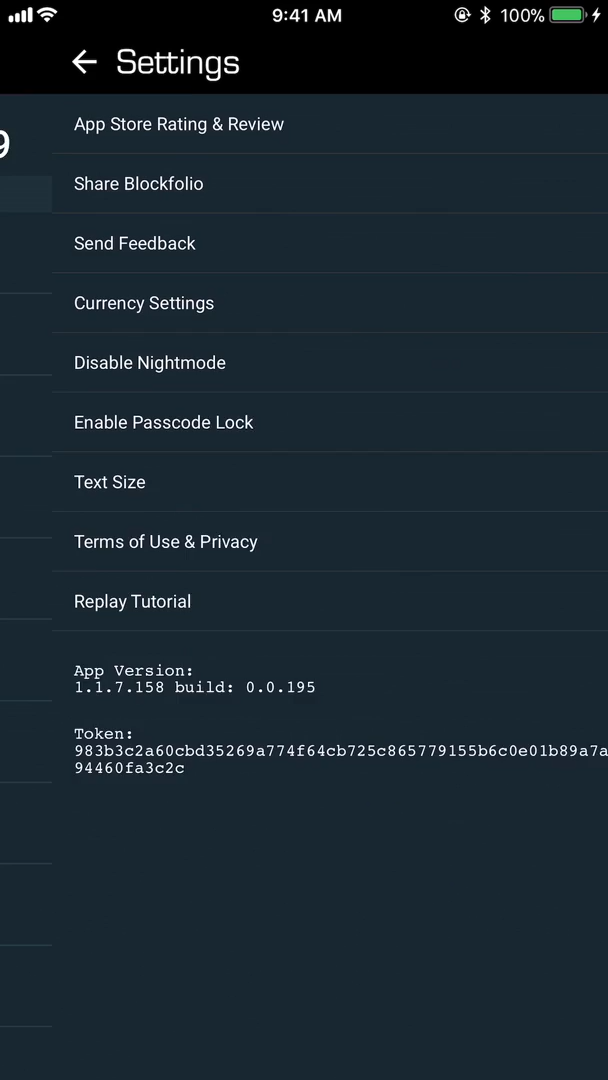 9:41 AM 100%
Settings
9
App Store Rating & Review
Share Blockfolio
Send Feedback
Currency Settings
Disable Nightmode
Enable Passcode Lock
Text Size
Terms of Use & Privacy
Replay Tutorial
App Version:
1.1.7.158 build: 0.0.195
Token:
983b3c2a60cbd35269a774f64cb725c865779155b6c0e01b89a7a
94460fa3c2c